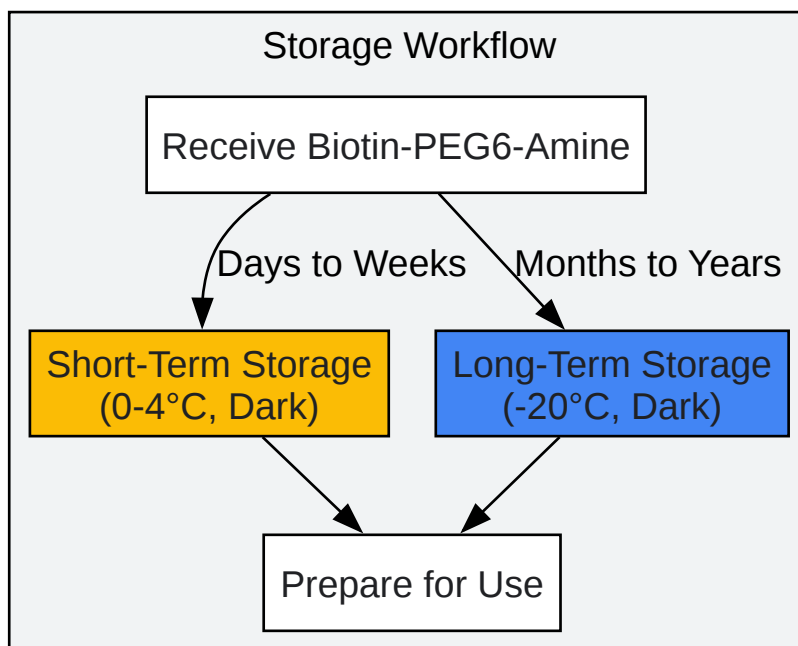 Storage Workflow
Receive Biotin-PEG6-Amine
Days to Weeks
Months to Years
Short-Term Storage
(0-4°C, Dark)
Long-Term Storage
(-20°C, Dark)
Prepare for Use